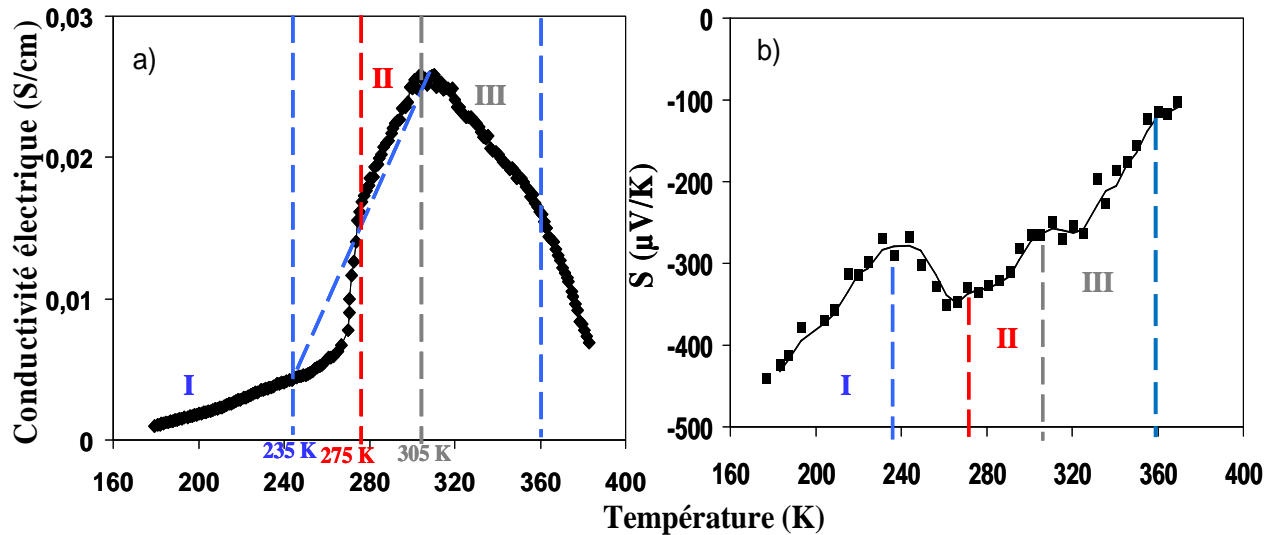 a)
Conductivité électrique (S/cm)
0,03
0,02
0,01
0
I
II
III
235 K
275 K
305 K
160
200
240
280
320
360
400
b)
S (µV/K)
0
-100
-200
-300
-400
-500
I
II
III
160
200
240
280
320
360
400
Température (K)